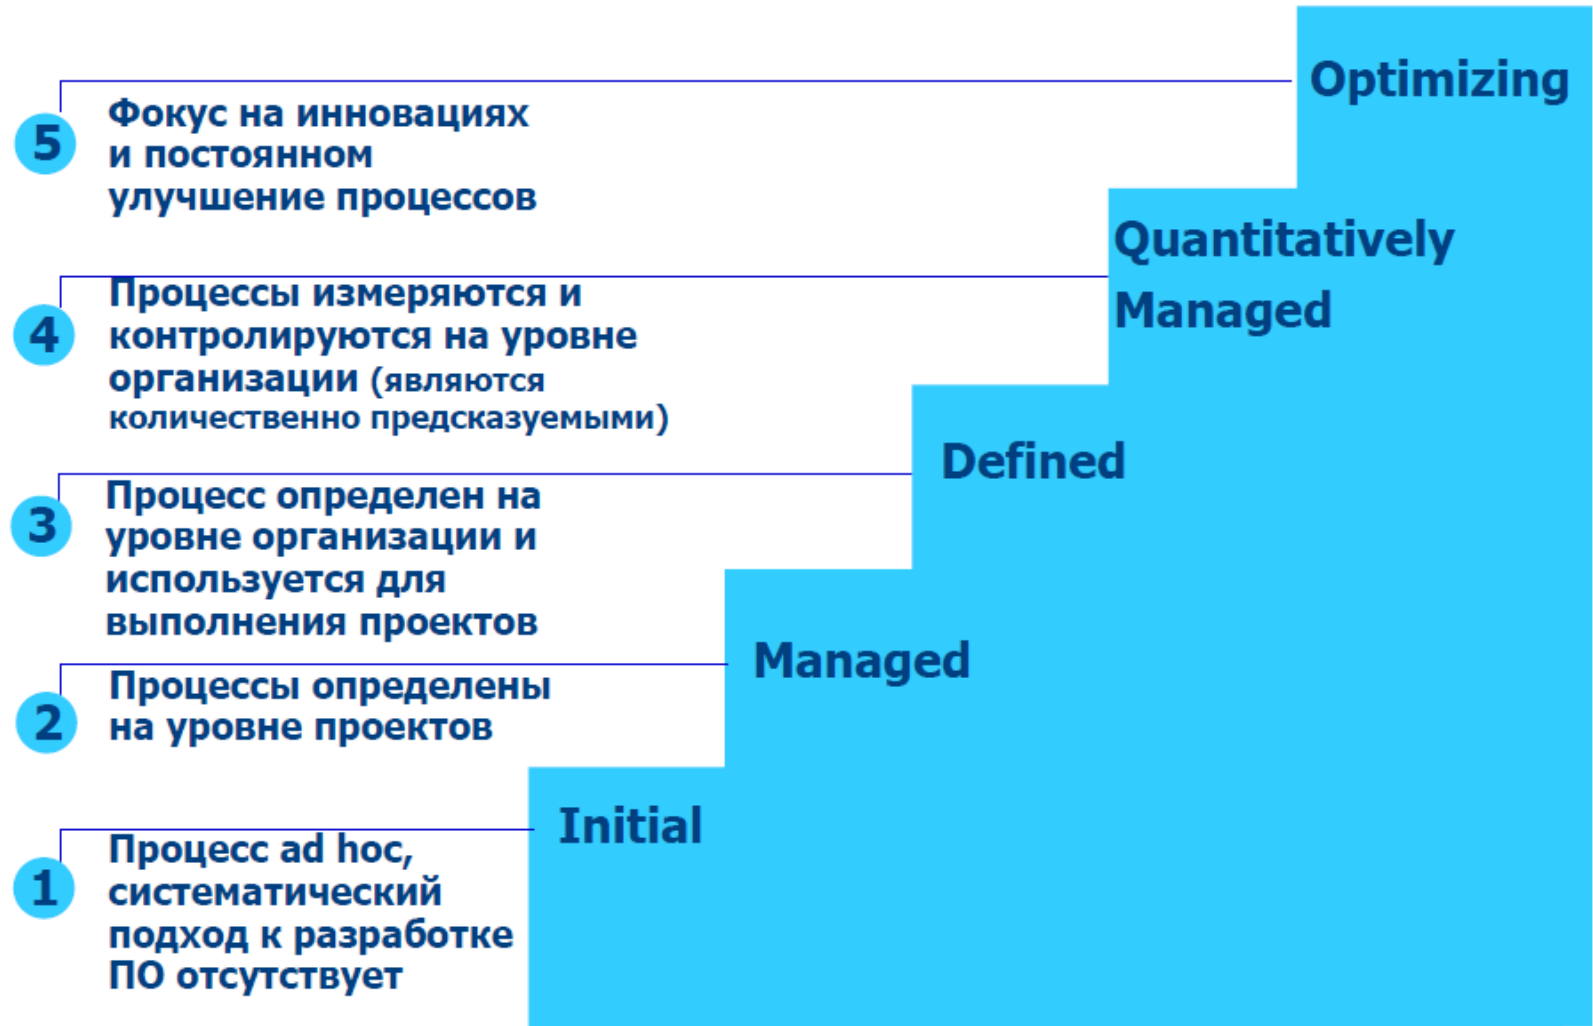 Optimizing
5
Фокус на инновациях
и постоянном
улучшение процессов
Quantitatively
Managed
4
Процессы измеряются и
контролируются на уровне
организации (являются
количественно предсказуемыми)
Defined
3
Процесс определен на
уровне организации и
используется для
выполнения проектов
Managed
2
Процессы определены
на уровне проектов
Initial
1
Процесс ad hoc,
систематический
подход к разработке
ПО отсутствует